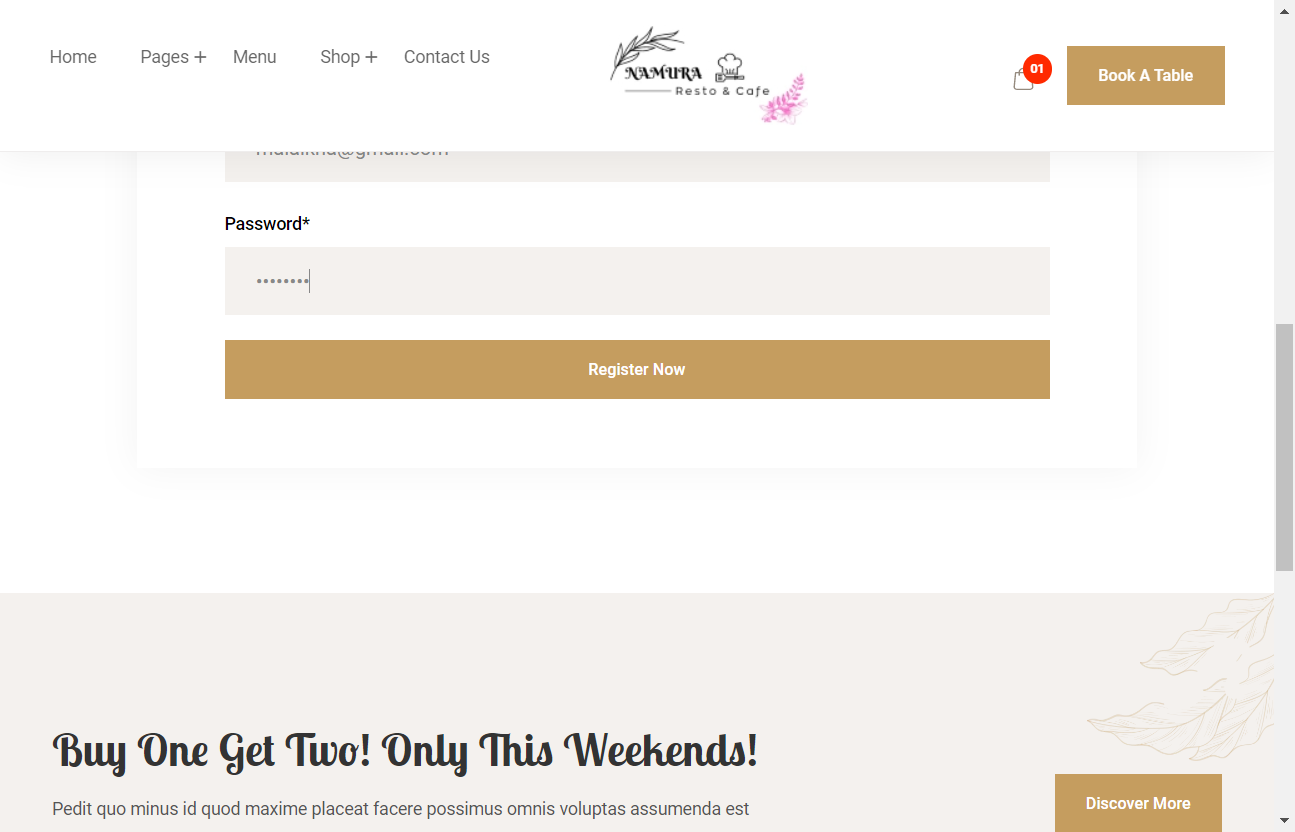 Home Pages + Menu Shop + Contact Us
NAMURA
Resto & Cafe
01
Book A Table
Password*
••••••••
Register Now
Buy One Get Two! Only This Weekends!
Pedit quo minus id quod maxime placeat facere possimus omnis voluptas assumenda est
Discover More